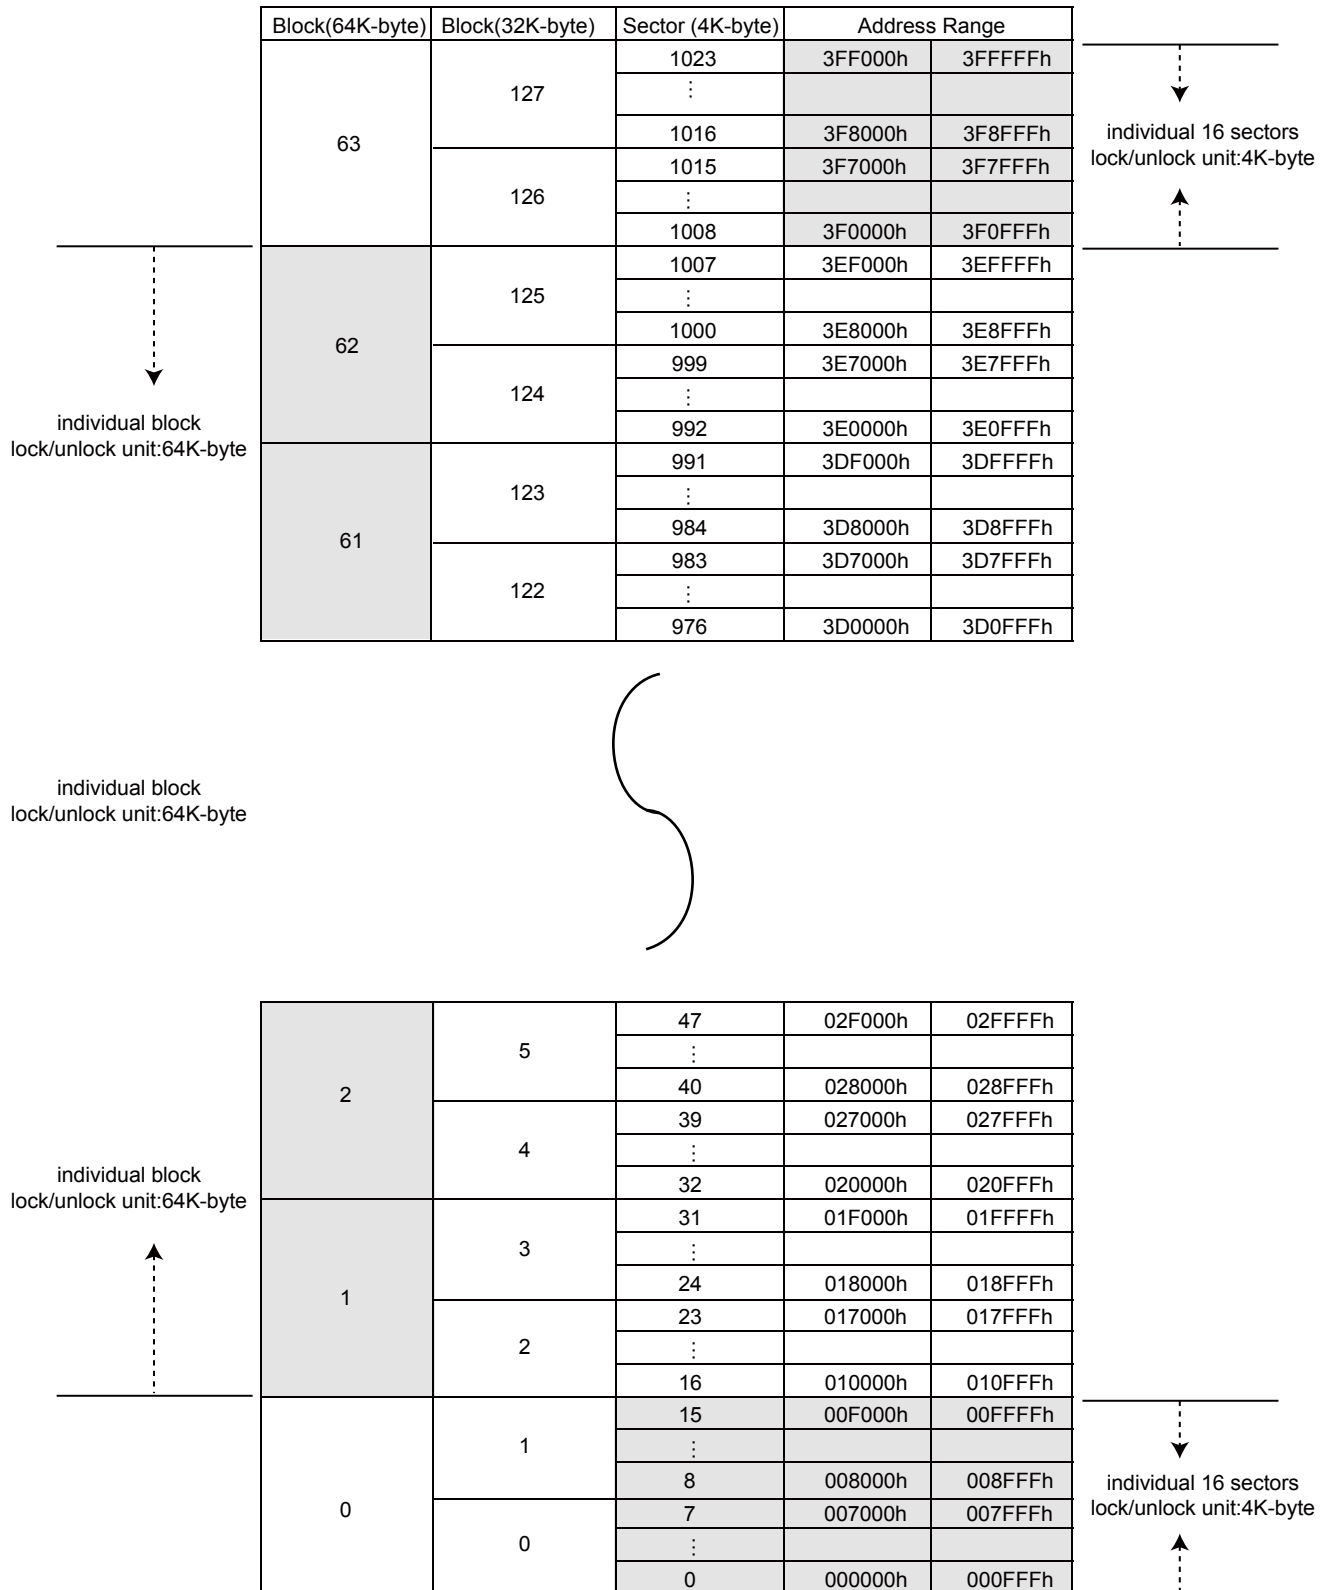 Block(64K-byte) Block(32K-byte) Sector (4K-byte) Address Range
1023 3FF000h 3FFFFFh
127 ⋮
1016 3F8000h 3F8FFFh
63
1015 3F7000h 3F7FFFh
126 ⋮
1008 3F0000h 3F0FFFh
individual 16 sectors
lock/unlock unit:4K-byte
1007 3EF000h 3EFFFFh
125 ⋮
1000 3E8000h 3E8FFFh
62
999 3E7000h 3E7FFFh
124 ⋮
992 3E0000h 3E0FFFh
individual block
lock/unlock unit:64K-byte
991 3DF000h 3DFFFFh
123 ⋮
984 3D8000h 3D8FFFh
61
983 3D7000h 3D7FFFh
122 ⋮
976 3D0000h 3D0FFFh
individual block
lock/unlock unit:64K-byte
47 02F000h 02FFFFh
5 ⋮
40 028000h 028FFFh
2
39 027000h 027FFFh
4 ⋮
32 020000h 020FFFh
individual block
lock/unlock unit:64K-byte
31 01F000h 01FFFFh
3 ⋮
24 018000h 018FFFh
1
23 017000h 017FFFh
2 ⋮
16 010000h 010FFFh
15 00F000h 00FFFFh
1 ⋮
8 008000h 008FFFh
0
7 007000h 007FFFh
0 ⋮
0 000000h 000FFFh
individual 16 sectors
lock/unlock unit:4K-byte